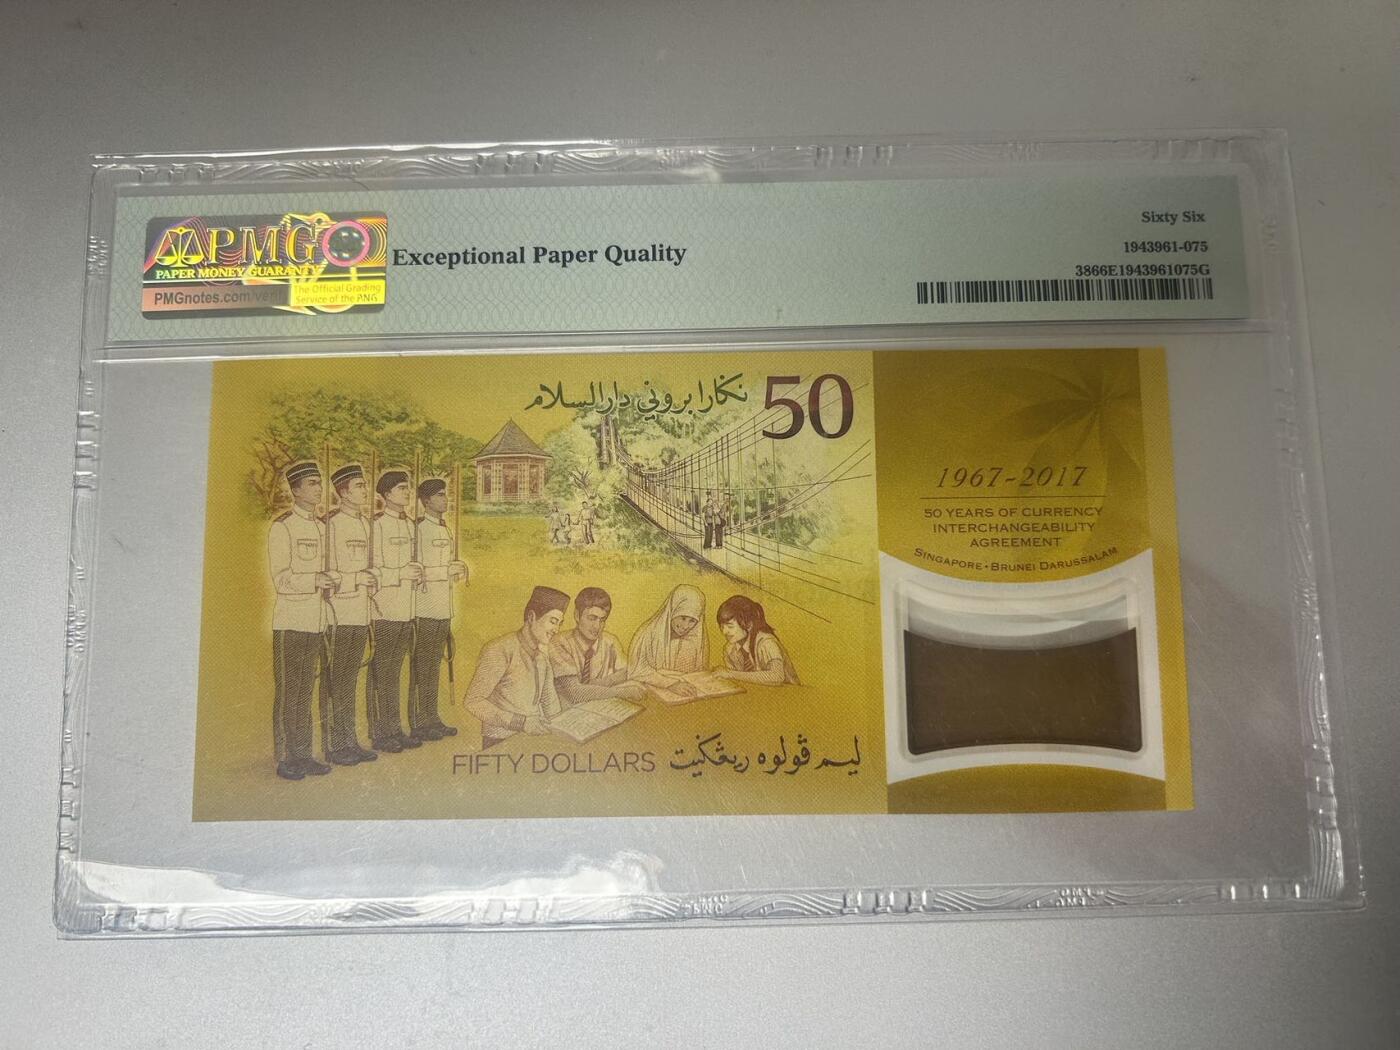 PMG
PAPER MONEY GUARANTY
PMGnotes.com/veri
The Official Grading
Service of the PNG
Exceptional Paper Quality
Sixty Six
1943961-075
3866E1943961075G
نݢارا بروني دارالسلام
50
1967-2017
50 YEARS OF CURRENCY
INTERCHANGEABILITY
AGREEMENT
SINGAPORE • BRUNEI DARUSSALAM
FIFTY DOLLARS
ليم ڤولوه ريڠݢيت